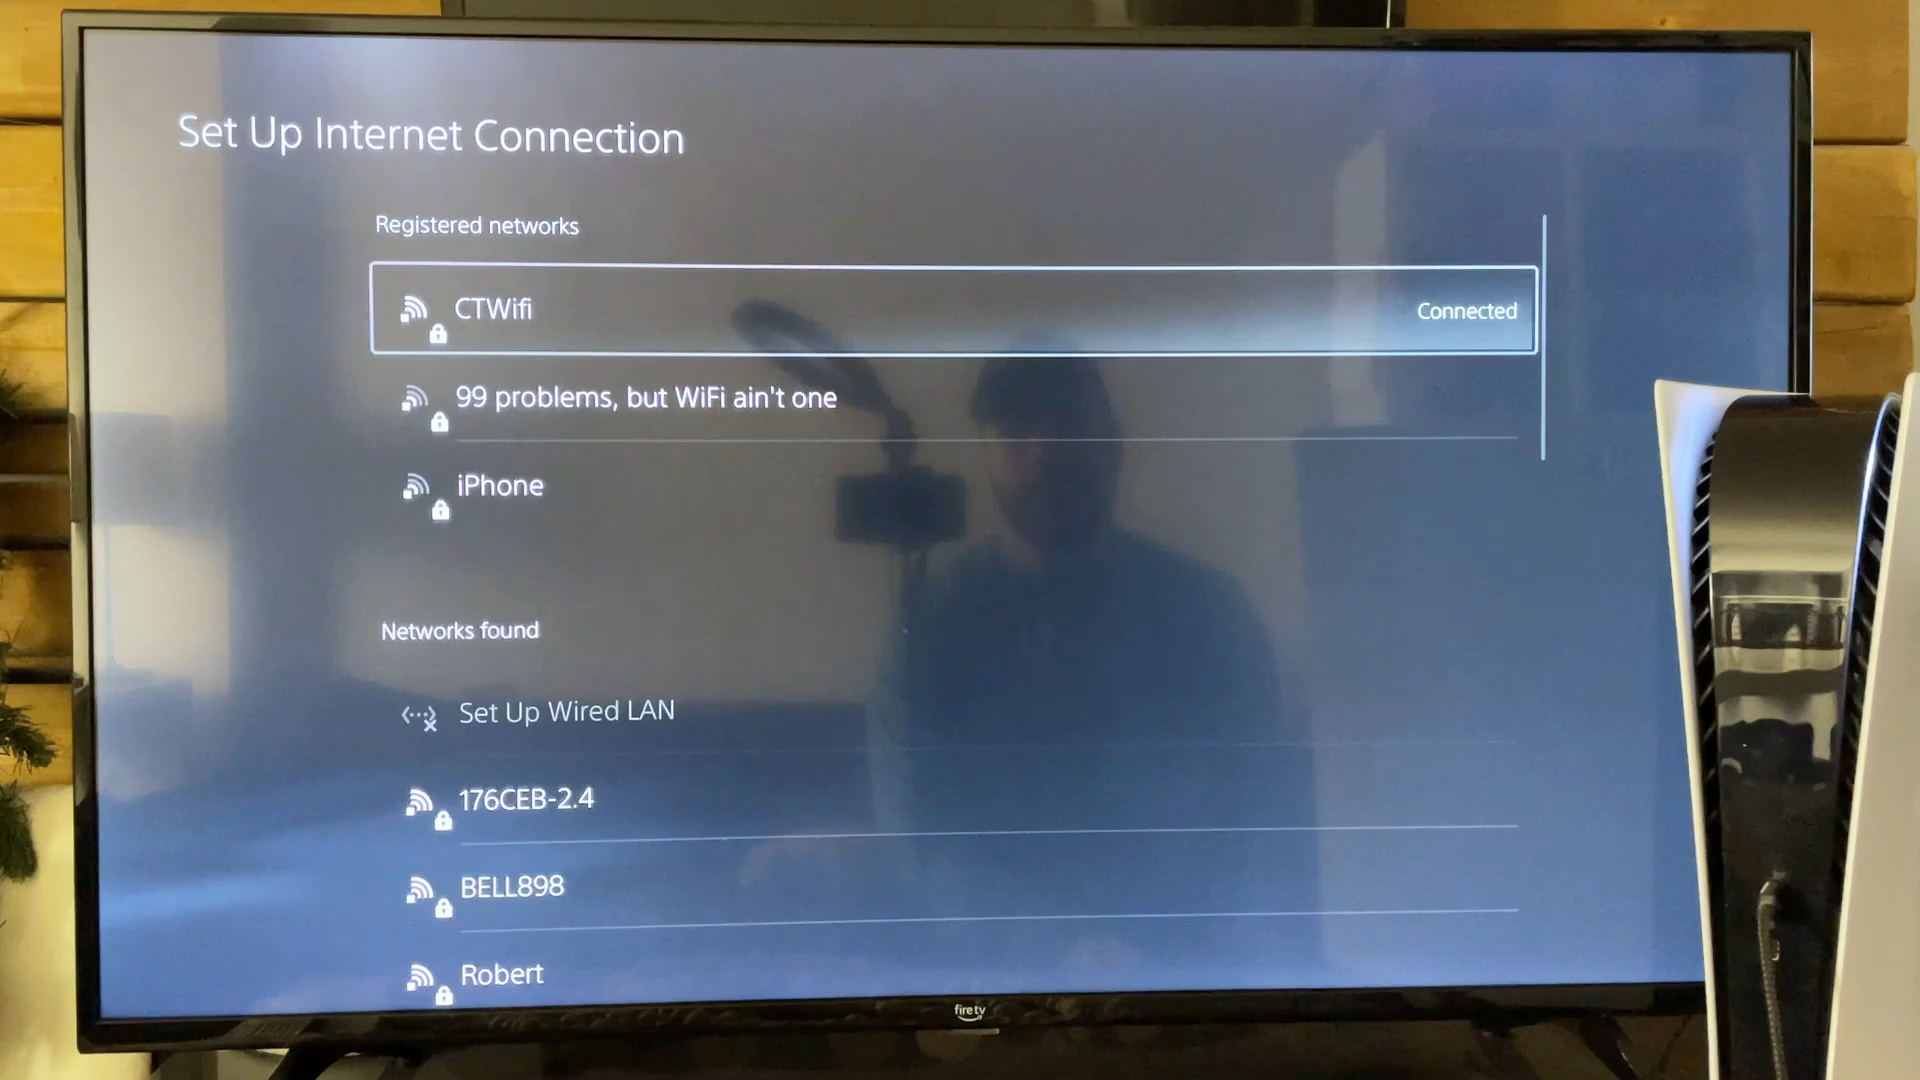 Set Up Internet Connection
Registered networks
CTWifi
Connected
99 problems, but WiFi ain't one
iPhone
Networks found
Set Up Wired LAN
176CEB-2.4
BELL898
Robert
fire tv